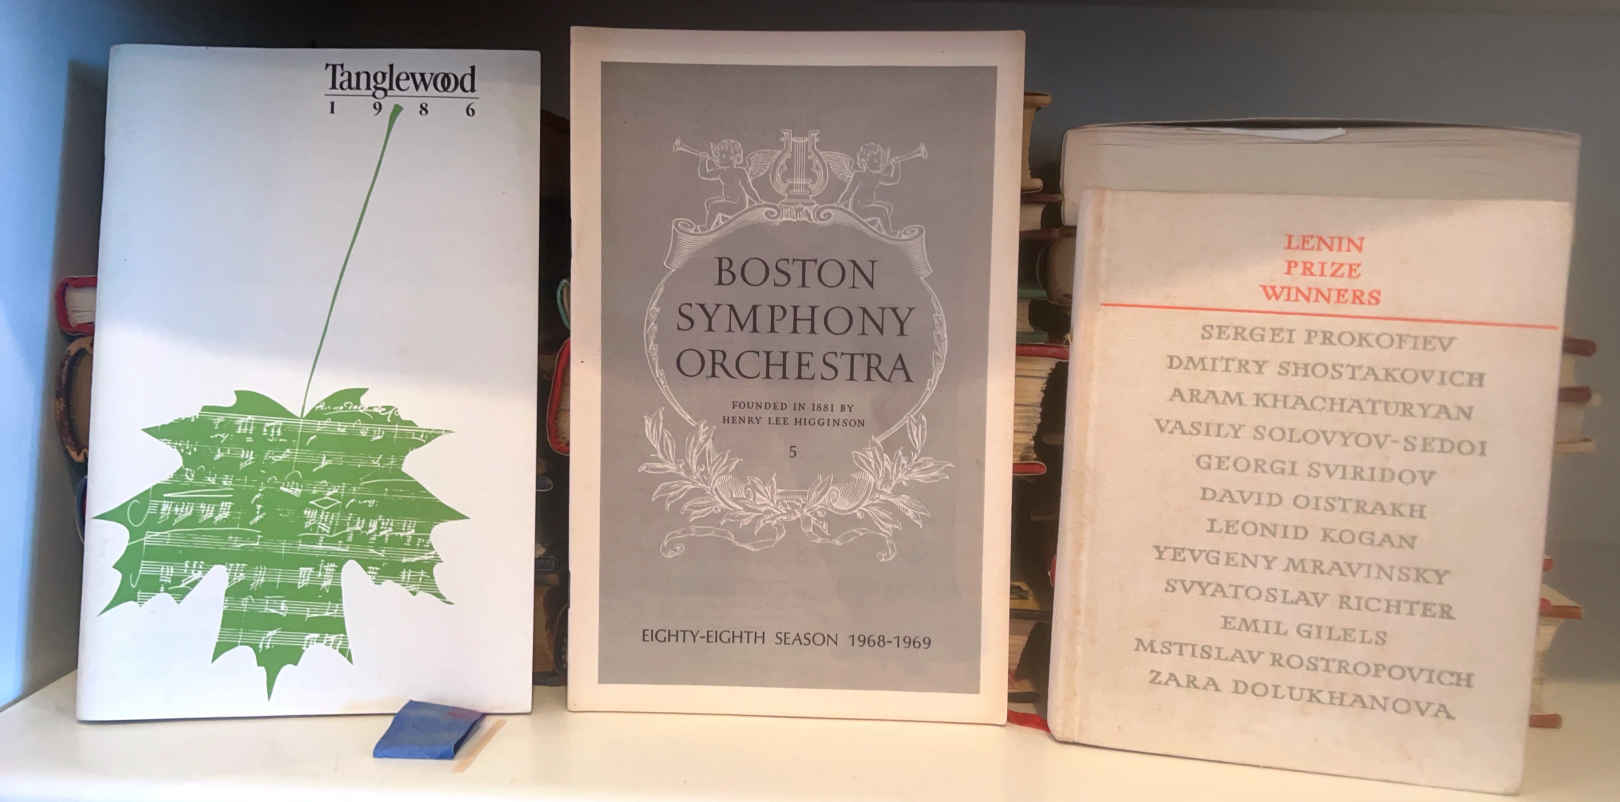 Tanglewood
1986
BOSTON
SYMPHONY
ORCHESTRA
FOUNDED IN 1881 BY
HENRY LEE HIGGINSON
5
EIGHTY-EIGHTH SEASON 1968-1969
LENIN
PRIZE
WINNERS
SERGEI PROKOFIEV
DMITRY SHOSTAKOVICH
ARAM KHACHATURYAN
VASILY SOLOVYOV-SEDOI
GEORGI SVIRIDOV
DAVID OISTRAKH
LEONID KOGAN
YEVGENY MRAVINSKY
SVYATOSLAV RICHTER
EMIL GILELS
MSTISLAV ROSTROPOVICH
ZARA DOLUKHANOVA